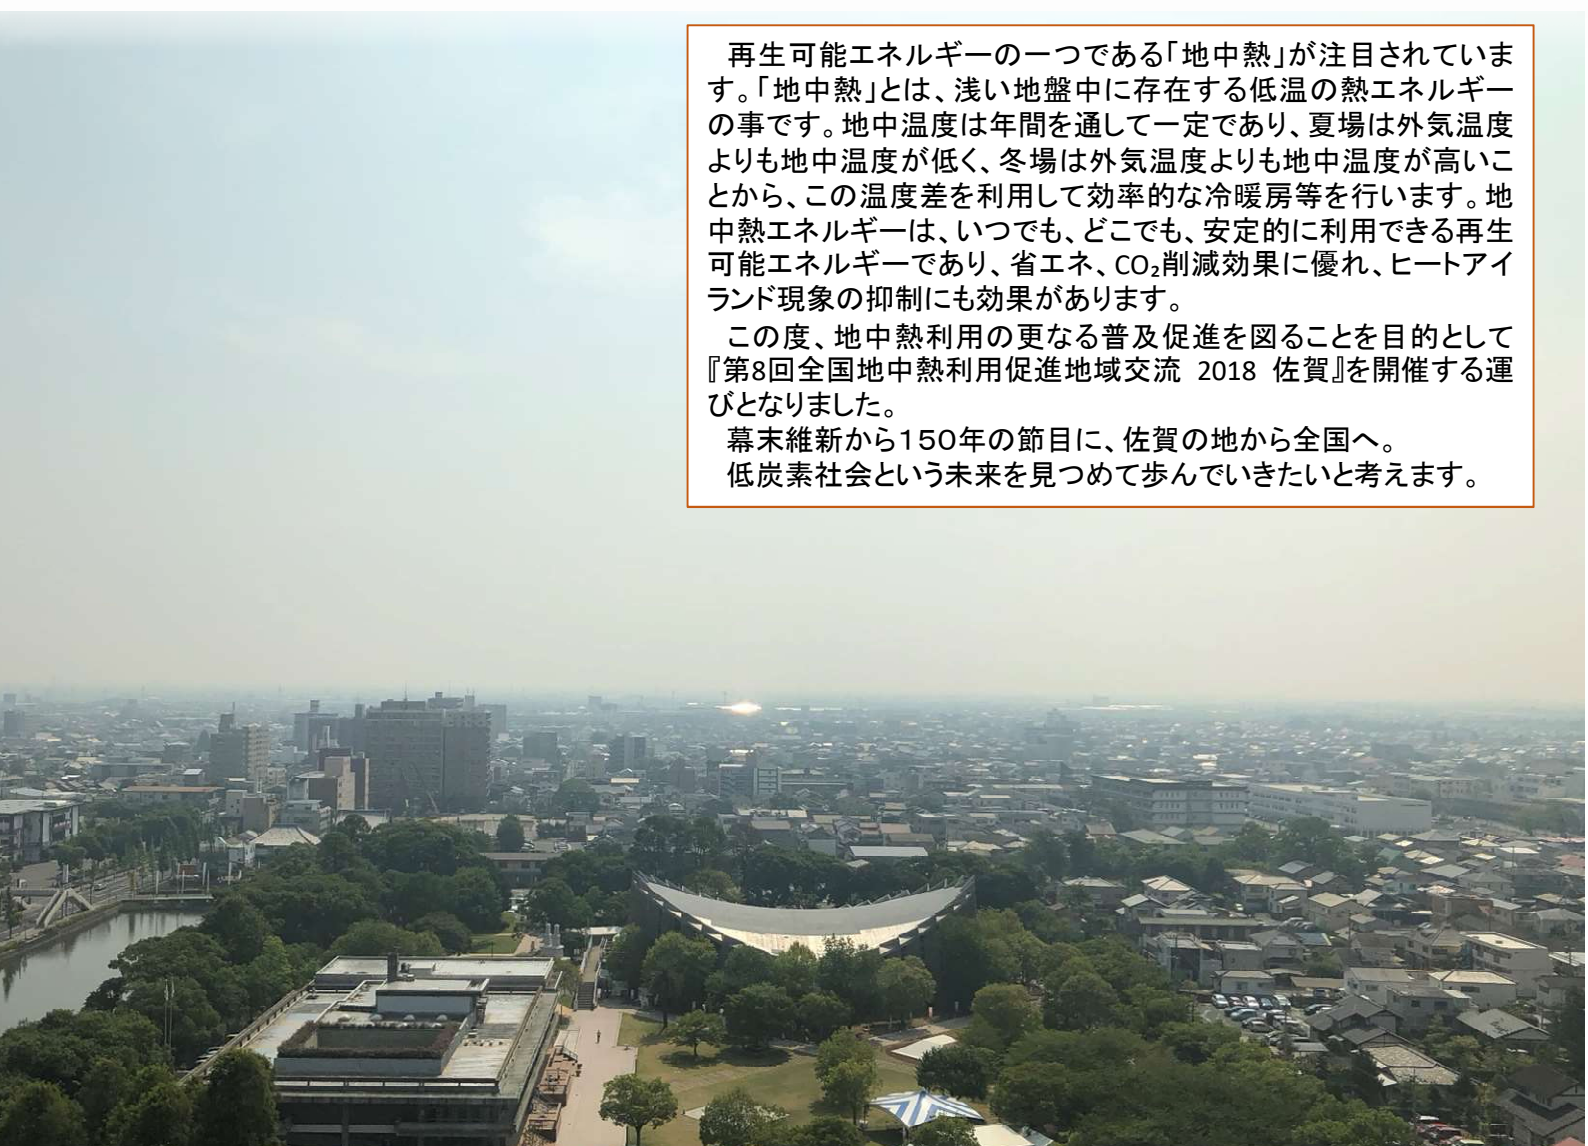 再生可能エネルギーの一つである「地中熱」が注目されていま
す。「地中熱」とは、浅い地盤中に存在する低温の熱エネルギー
の事です。地中温度は年間を通して一定であり、夏場は外気温度
よりも地中温度が低く、冬場は外気温度よりも地中温度が高いこ
とから、この温度差を利用して効率的な冷暖房等を行います。地
中熱エネルギーは、いつでも、どこでも、安定的に利用できる再生
可能エネルギーであり、省エネ、CO₂削減効果に優れ、ヒートアイ
ランド現象の抑制にも効果があります。
この度、地中熱利用の更なる普及促進を図ることを目的として
『第8回全国地中熱利用促進地域交流 2018 佐賀』を開催する運
びとなりました。
幕末維新から150年の節目に、佐賀の地から全国へ。
低炭素社会という未来を見つめて歩んでいきたいと考えます。